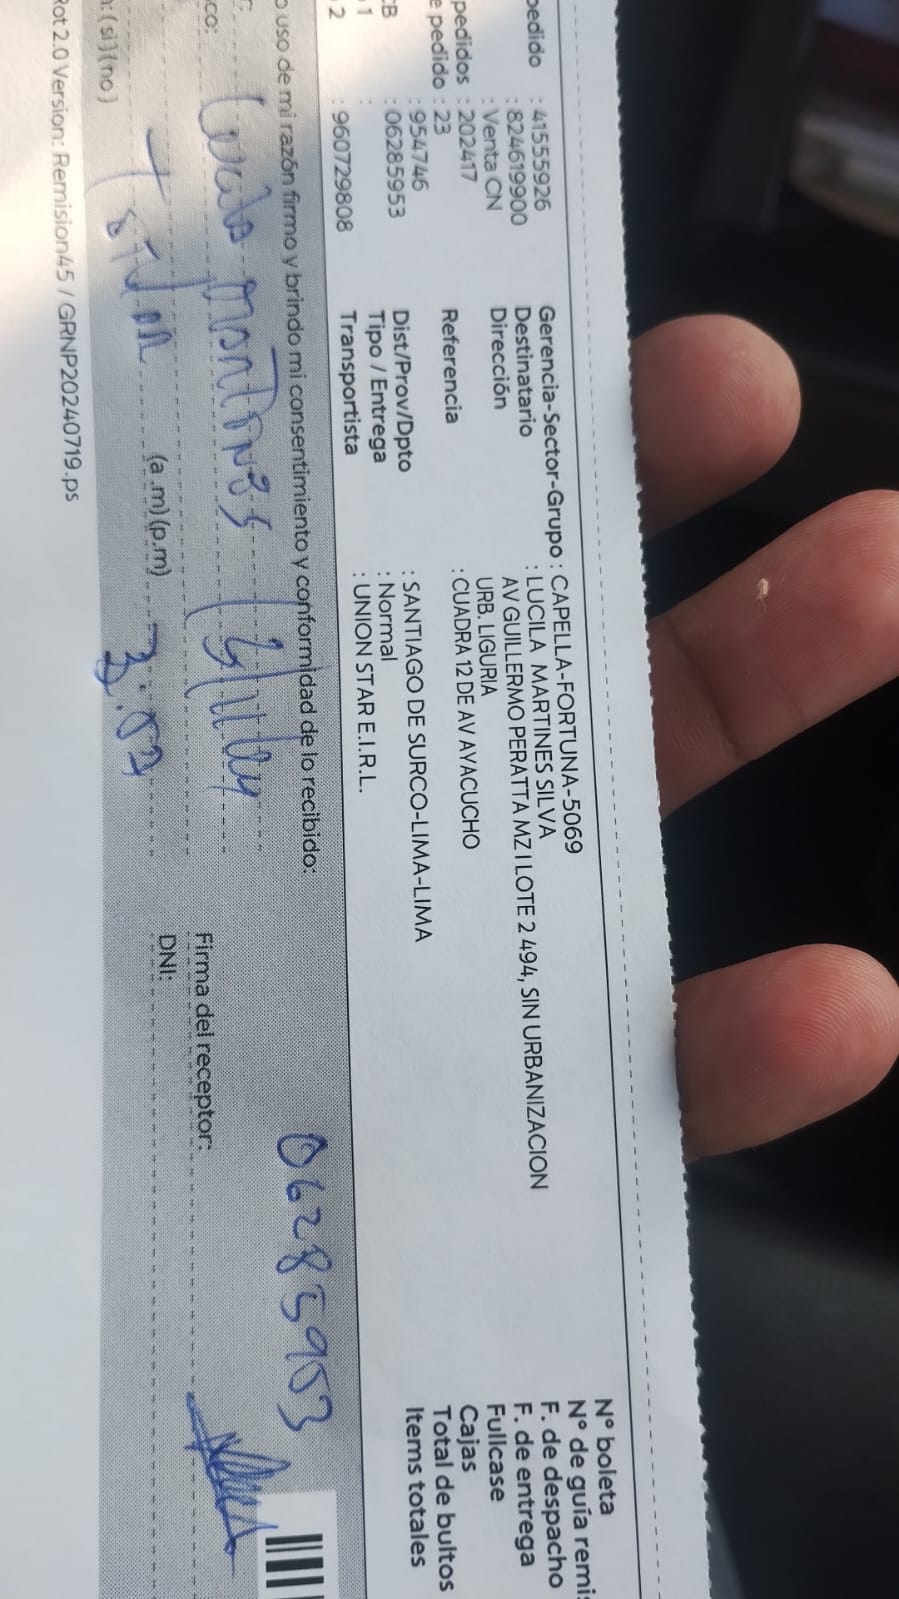 pedido : 41555926 Gerencia-Sector-Grupo : CAPELLA-FORTUNA-5069 N° boleta
: 824619900 Destinatario : LUCILA MARTINES SILVA N° de guía remi
: Venta CN Dirección AV GUILLERMO PERATTA MZ I LOTE 2 494, SIN URBANIZACION F. de despacho
pedidos : 202417 URB. LIGURIA F. de entrega
e pedido : 23 Referencia : CUADRA 12 DE AV AYACUCHO Fullcase
: 954746 Cajas
CB : 06285953 Dist/Prov/Dpto : SANTIAGO DE SURCO-LIMA-LIMA Total de bultos
1 : Tipo / Entrega : Normal Items totales
2 : 960729808 Transportista : UNION STAR E.I.R.L.
o uso de mi razón firmo y brindo mi consentimiento y conformidad de lo recibido:
06285953
r:
co: Firma del receptor:
(a.m)(p.m) DNI:
n: (si)(no)
Rot 2.0 Version: Remision45 / GRNP20240719.ps